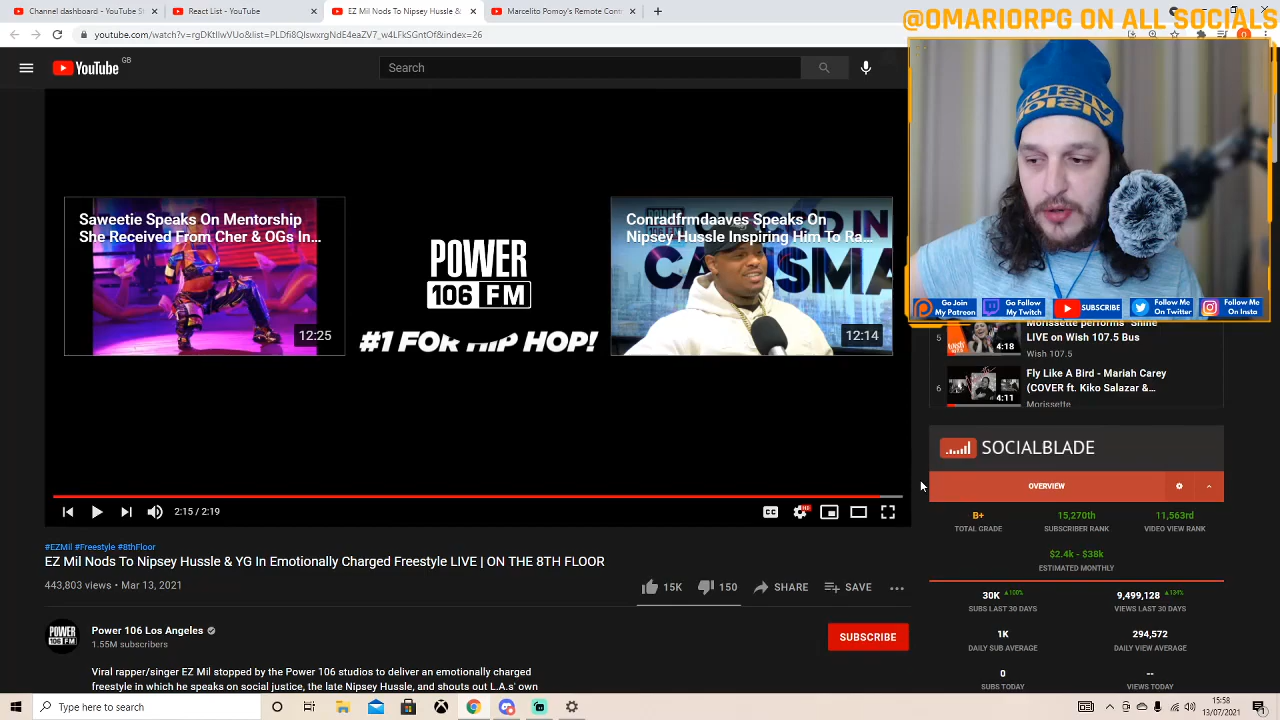 @OMARIORPG ON ALL SOCIALS
Channel dashboard - YouTube St
React List - YouTube
EZ Mil Nods To Nipsey Hussle &
Marcelito Pomoy's Remote Com
YouTube GB
Search
Saweetie Speaks On Mentorship
She Received From Cher & OGs In...
12:25
POWER
106 FM
#1 FOR HIP HOP!
Conradfrmdaaves Speaks On
Nipsey Hussle Inspiring Him To Ra...
12:14
Go Join
My Patreon
Go Follow
My Twitch
SUBSCRIBE
Follow Me
On Twitter
Follow Me
On Insta
5
Morissette performs "Shine"
LIVE on Wish 107.5 Bus
4:18
Wish 107.5
6
Fly Like A Bird - Mariah Carey
(COVER ft. Kiko Salazar &...
4:11
Morissette
SOCIALBLADE
OVERVIEW
B+
TOTAL GRADE
15,270th
SUBSCRIBER RANK
11,563rd
VIDEO VIEW RANK
$2.4k - $38k
ESTIMATED MONTHLY
30K 100%
SUBS LAST 30 DAYS
9,499,128 134%
VIEWS LAST 30 DAYS
1K
DAILY SUB AVERAGE
294,572
DAILY VIEW AVERAGE
0
SUBS TODAY
--
VIEWS TODAY
2:15 / 2:19
CC
HD
#EZMil #Freestyle #8thFloor
EZ Mil Nods To Nipsey Hussle & YG In Emotionally Charged Freestyle LIVE | ON THE 8TH FLOOR
443,803 views • Mar 13, 2021
15K
150
SHARE
SAVE
POWER
Power 106 Los Angeles
1.55M subscribers
SUBSCRIBE
Viral rapper/singer EZ Mil stopped by the Power 106 studios to deliver an emotionally charged
freestyle in which he speaks on social justice, the late Nipsey Hussle, and shouts out L.A.'s own
Type here to search
15:58
13/07/2021